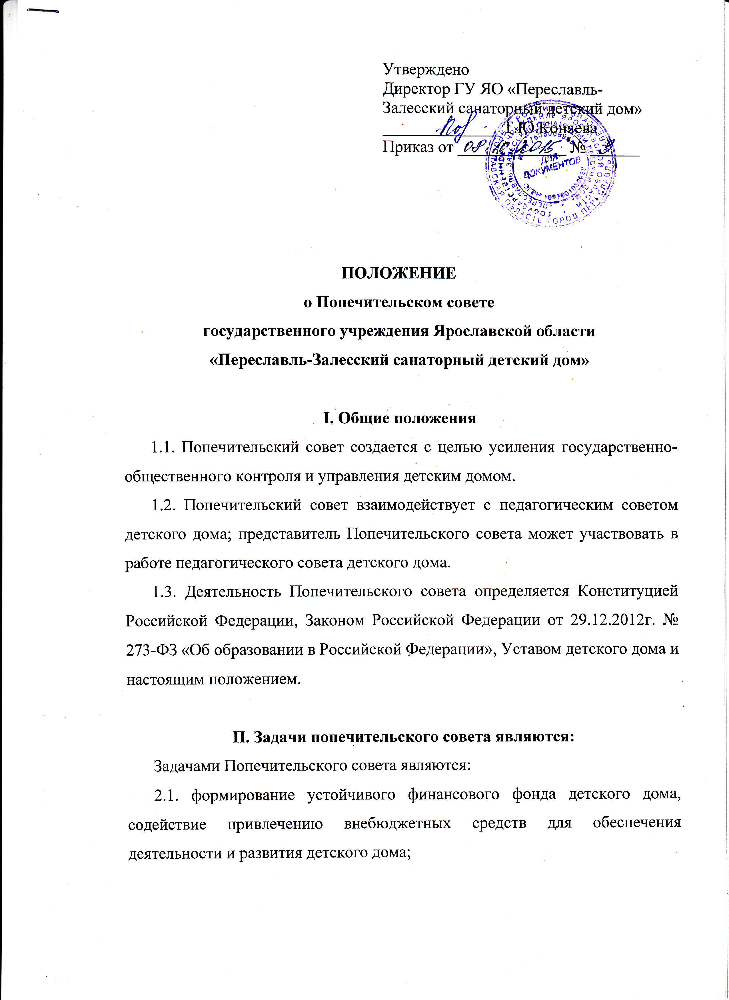 Утверждено
Директор ГУ ЯО «Переславль-
Залесский санаторный детский дом»
Т.Ю.Коняева
Приказ от 08.10.2015 №
ДЛЯ
ДОКУМЕНТОВ
ПОЛОЖЕНИЕ
о Попечительском совете
государственного учреждения Ярославской области
«Переславль-Залесский санаторный детский дом»
I. Общие положения
1.1. Попечительский совет создается с целью усиления государственно-
общественного контроля и управления детским домом.
1.2. Попечительский совет взаимодействует с педагогическим советом
детского дома; представитель Попечительского совета может участвовать в
работе педагогического совета детского дома.
1.3. Деятельность Попечительского совета определяется Конституцией
Российской Федерации, Законом Российской Федерации от 29.12.2012г. №
273-ФЗ «Об образовании в Российской Федерации», Уставом детского дома и
настоящим положением.
II. Задачи попечительского совета являются:
Задачами Попечительского совета являются:
2.1. формирование устойчивого финансового фонда детского дома,
содействие привлечению внебюджетных средств для обеспечения
деятельности и развития детского дома;